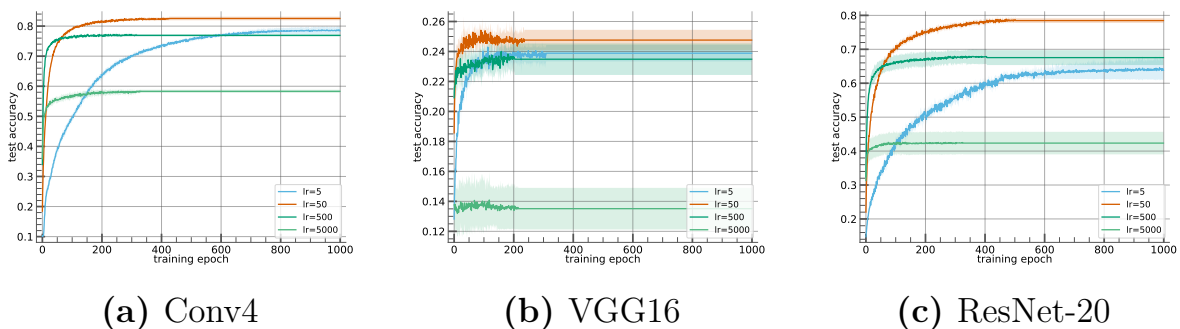 test accuracy
0.8
0.7
0.6
0.5
0.4
0.3
0.2
0.1
0 200 400 600 800 1000
training epoch
lr=5
lr=50
lr=500
lr=5000
(a) Conv4
test accuracy
0.26
0.24
0.22
0.20
0.18
0.16
0.14
0.12
0 200 400 600 800 1000
training epoch
lr=5
lr=50
lr=500
lr=5000
(b) VGG16
test accuracy
0.8
0.7
0.6
0.5
0.4
0.3
0.2
0 200 400 600 800 1000
training epoch
lr=5
lr=50
lr=500
lr=5000
(c) ResNet-20